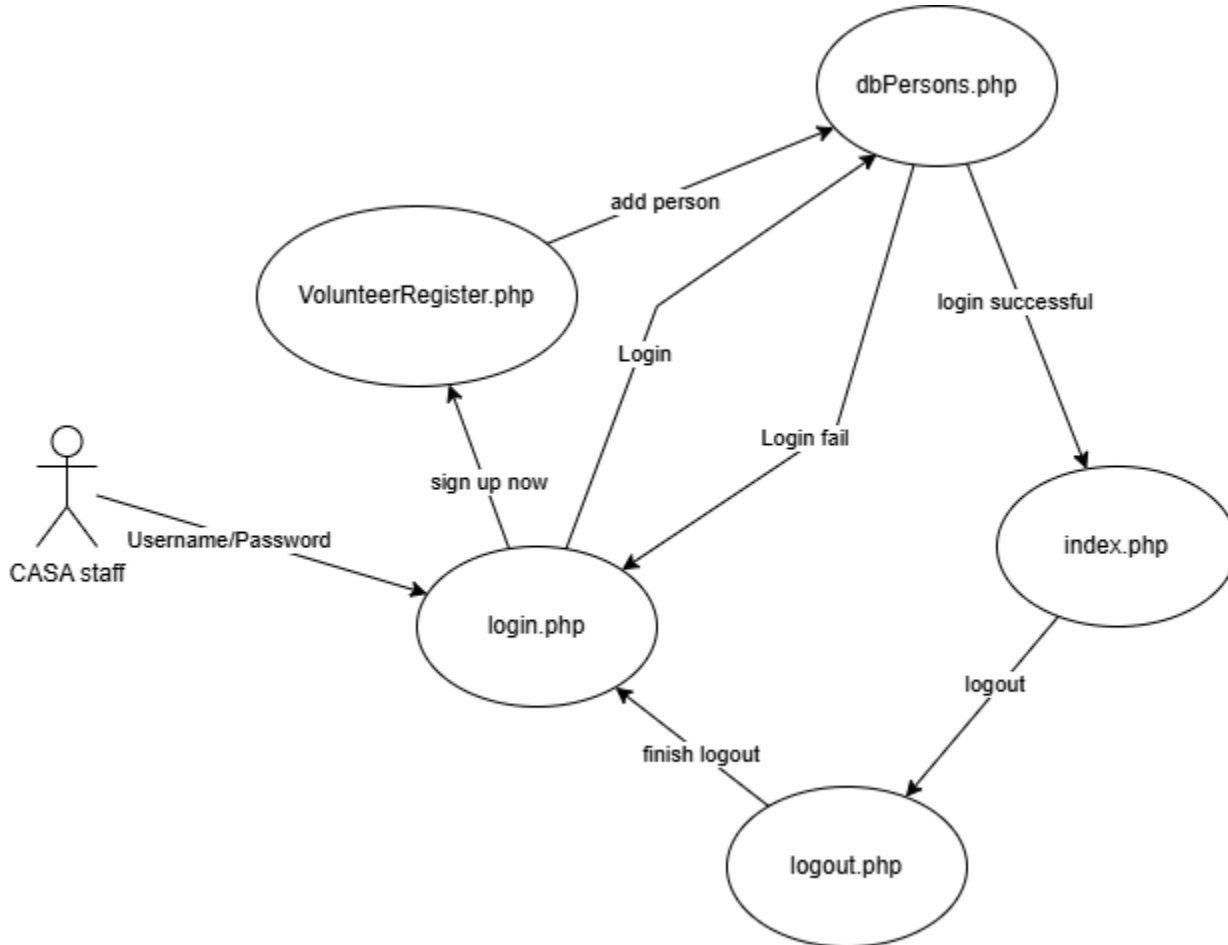 dbPersons.php
add person
VolunteerRegister.php
login successful
Login
Login fail
sign up now
Username/Password
CASA staff
index.php
login.php
logout
finish logout
logout.php